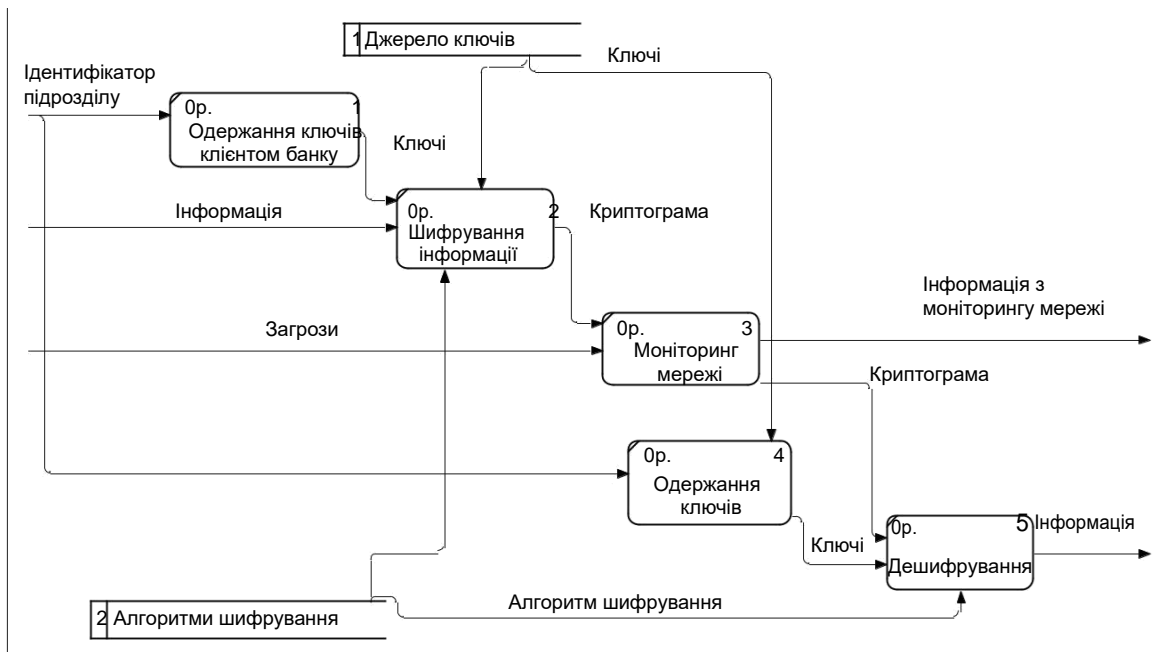 1 Джерело ключів
Ключі
Ідентифікатор
підрозділу
0р. 1
Одержання ключів
клієнтом банку
Ключі
Інформація
0р. 2
Шифрування
інформації
Криптограма
Загрози
0р. 3
Моніторинг
мережі
Інформація з
моніторингу мережі
Криптограма
0р. 4
Одержання
ключів
Ключі
0р. 5
Дешифрування
Інформація
2 Алгоритми шифрування
Алгоритм шифрування